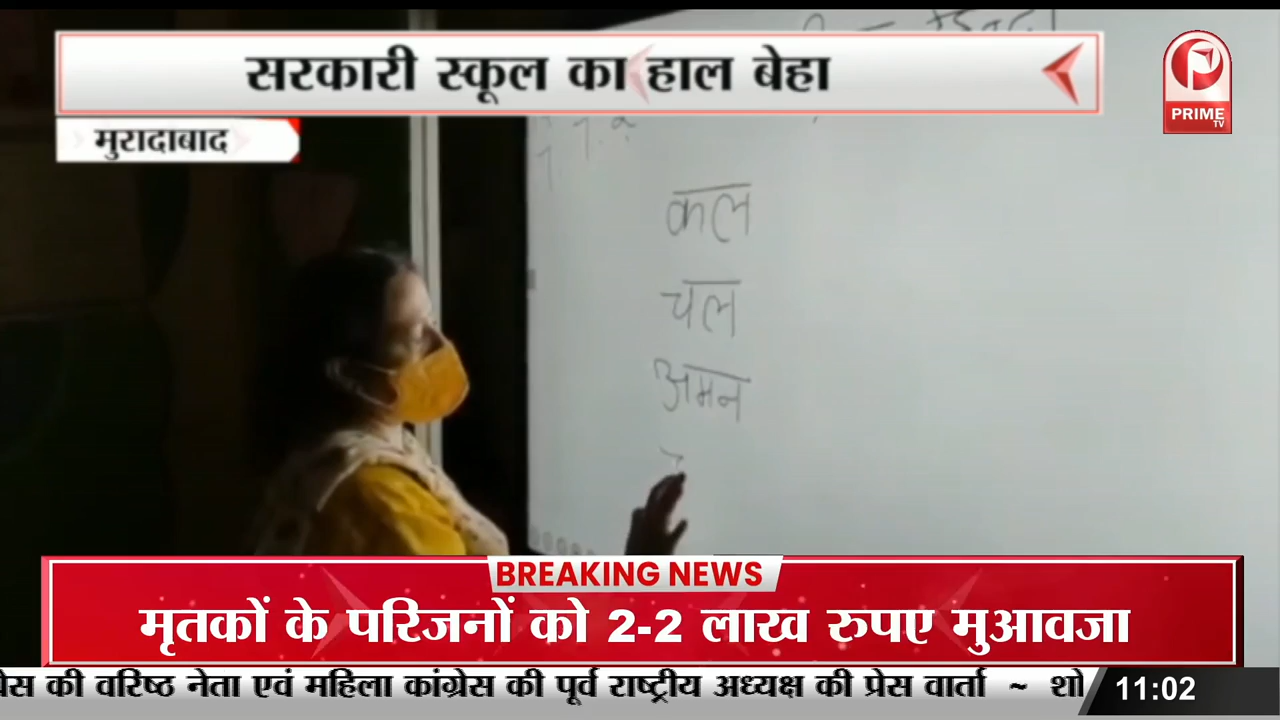 सरकारी स्कूल का हाल बेहा
PRIME
TV
मुरादाबाद
कल
चल
अमन
BREAKING NEWS
मृतकों के परिजनों को 2-2 लाख रुपए मुआवजा
की वरिष्ठ नेता एवं महिला कांग्रेस की पूर्व राष्ट्रीय अध्यक्ष की प्रेस वार्ता ~ शो
11:02